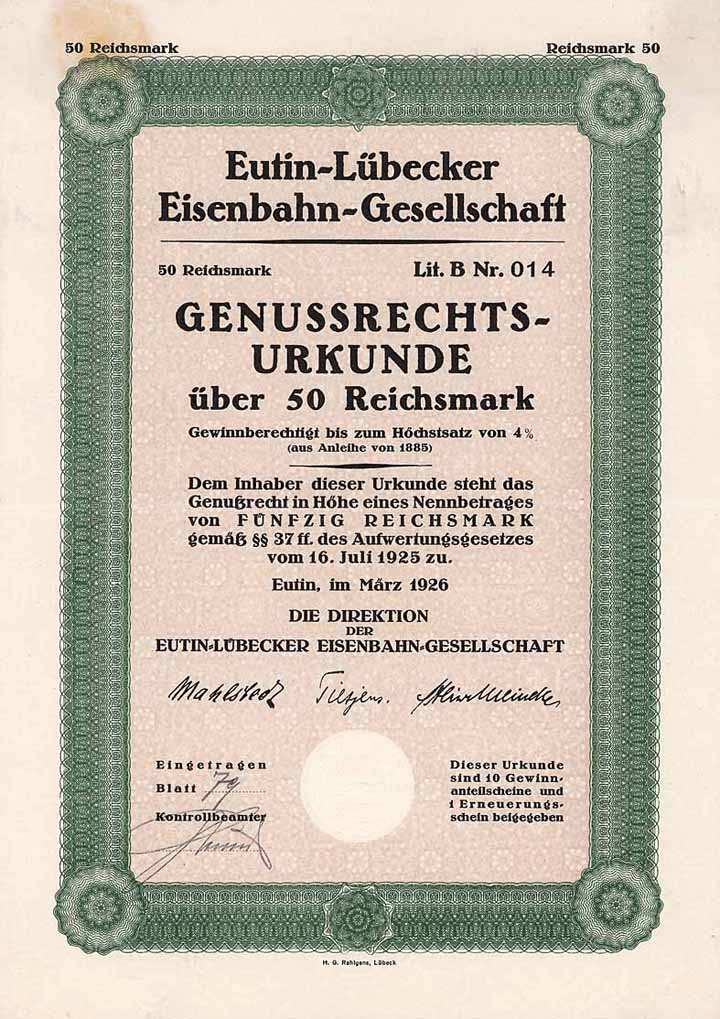 50 Reichsmark
Reichsmark 50
Eutin-Lübecker
Eisenbahn-Gesellschaft
50 Reichsmark
Lit. B Nr. 014
GENUSSRECHTS-
URKUNDE
über 50 Reichsmark
Gewinnberechtigt bis zum Höchstsatz von 4%
(aus Anleihe von 1885)
Dem Inhaber dieser Urkunde steht das
Genußrecht in Höhe eines Nennbetrages
von FÜNFZIG REICHSMARK
gemäß §§ 37 ff. des Aufwertungsgesetzes
vom 16. Juli 1925 zu.
Eutin, im März 1926
DIE DIREKTION
DER
EUTIN-LÜBECKER EISENBAHN-GESELLSCHAFT
Mahlstedt Tiesjens.
Eingetragen
Blatt 79
Kontrollbeamter
Dieser Urkunde
sind 10 Gewinn-
anteilscheine und
1 Erneuerungs-
schein beigegeben
H. G. Rahtgens, Lübeck